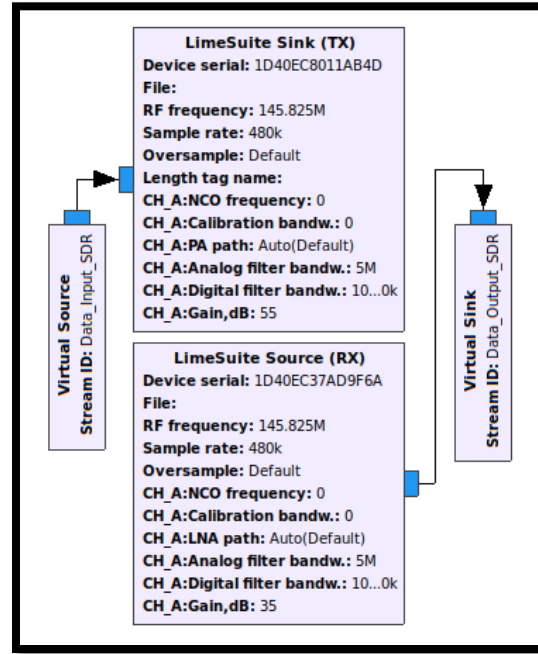 LimeSuite Sink (TX)
Device serial: 1D40EC8011AB4D
File:
RF frequency: 145.825M
Sample rate: 480k
Oversample: Default
Length tag name:
CH_A:NCO frequency: 0
CH_A:Calibration bandw.: 0
CH_A:PA path: Auto(Default)
CH_A:Analog filter bandw.: 5M
CH_A:Digital filter bandw.: 10...0k
CH_A:Gain,dB: 55
Virtual Source
Stream ID: Data_Input_SDR
LimeSuite Source (RX)
Device serial: 1D40EC37AD9F6A
File:
RF frequency: 145.825M
Sample rate: 480k
Oversample: Default
CH_A:NCO frequency: 0
CH_A:Calibration bandw.: 0
CH_A:LNA path: Auto(Default)
CH_A:Analog filter bandw.: 5M
CH_A:Digital filter bandw.: 10...0k
CH_A:Gain,dB: 35
Virtual Sink
Stream ID: Data_Output_SDR